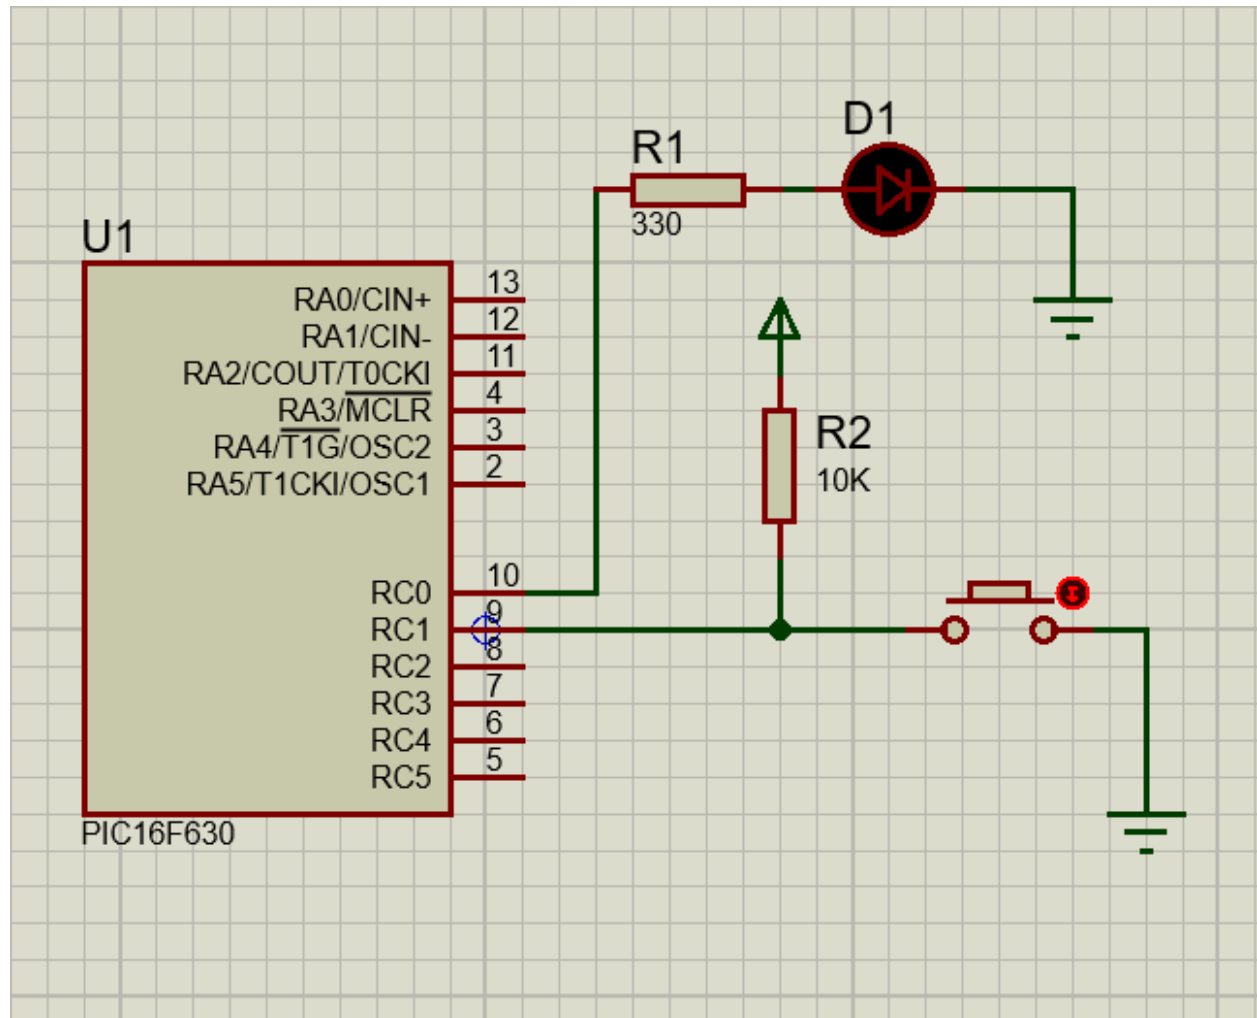 D1
R1
330
U1
13
RA0/CIN+
12
RA1/CIN-
11
RA2/COUT/T0CKI
4
RA3/MCLR
3
RA4/T1G/OSC2
2
RA5/T1CKI/OSC1
R2
10K
10
RC0
9
RC1
8
RC2
7
RC3
6
RC4
5
RC5
PIC16F630